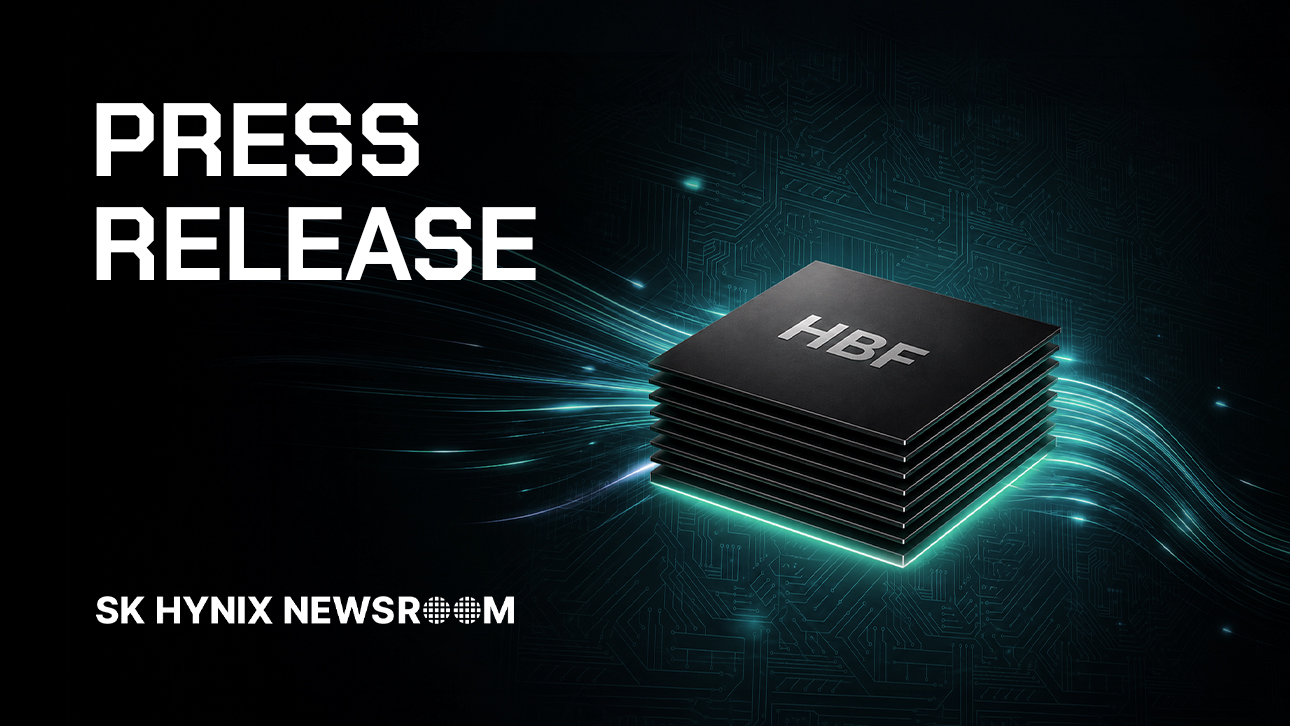 PRESS
RELEASE
HBF
SK HYNIX NEWSROOM